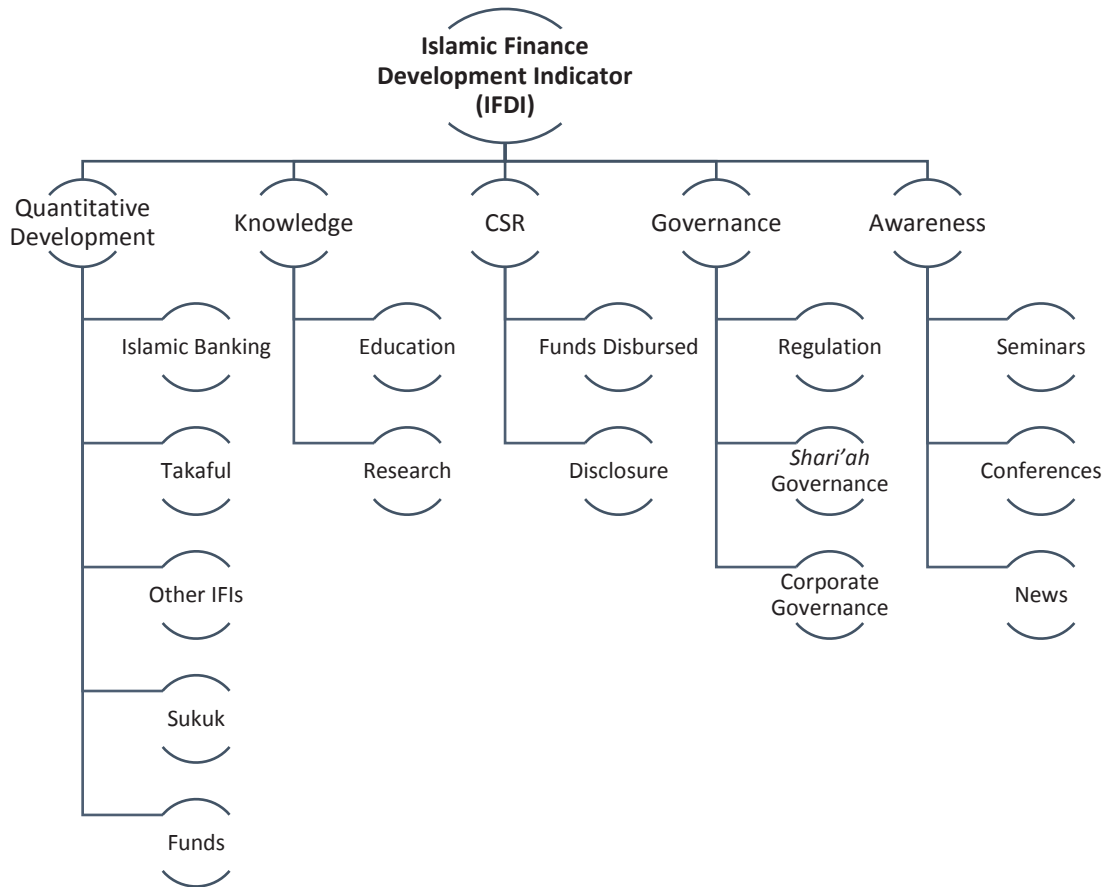 Islamic Finance
Development Indicator
(IFDI)
Quantitative
Development
Knowledge
CSR
Governance
Awareness
Islamic Banking
Education
Funds Disbursed
Regulation
Seminars
Takaful
Research
Disclosure
Shari’ah
Governance
Conferences
Other IFIs
Corporate
Governance
News
Sukuk
Funds